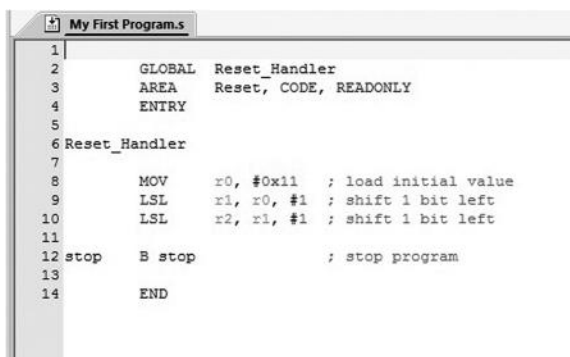 My First Program.s
1
2 GLOBAL Reset_Handler
3 AREA Reset, CODE, READONLY
4 ENTRY
5
6 Reset_Handler
7
8 MOV r0, #0x11 ; load initial value
9 LSL r1, r0, #1 ; shift 1 bit left
10 LSL r2, r1, #1 ; shift 1 bit left
11
12 stop B stop ; stop program
13
14 END